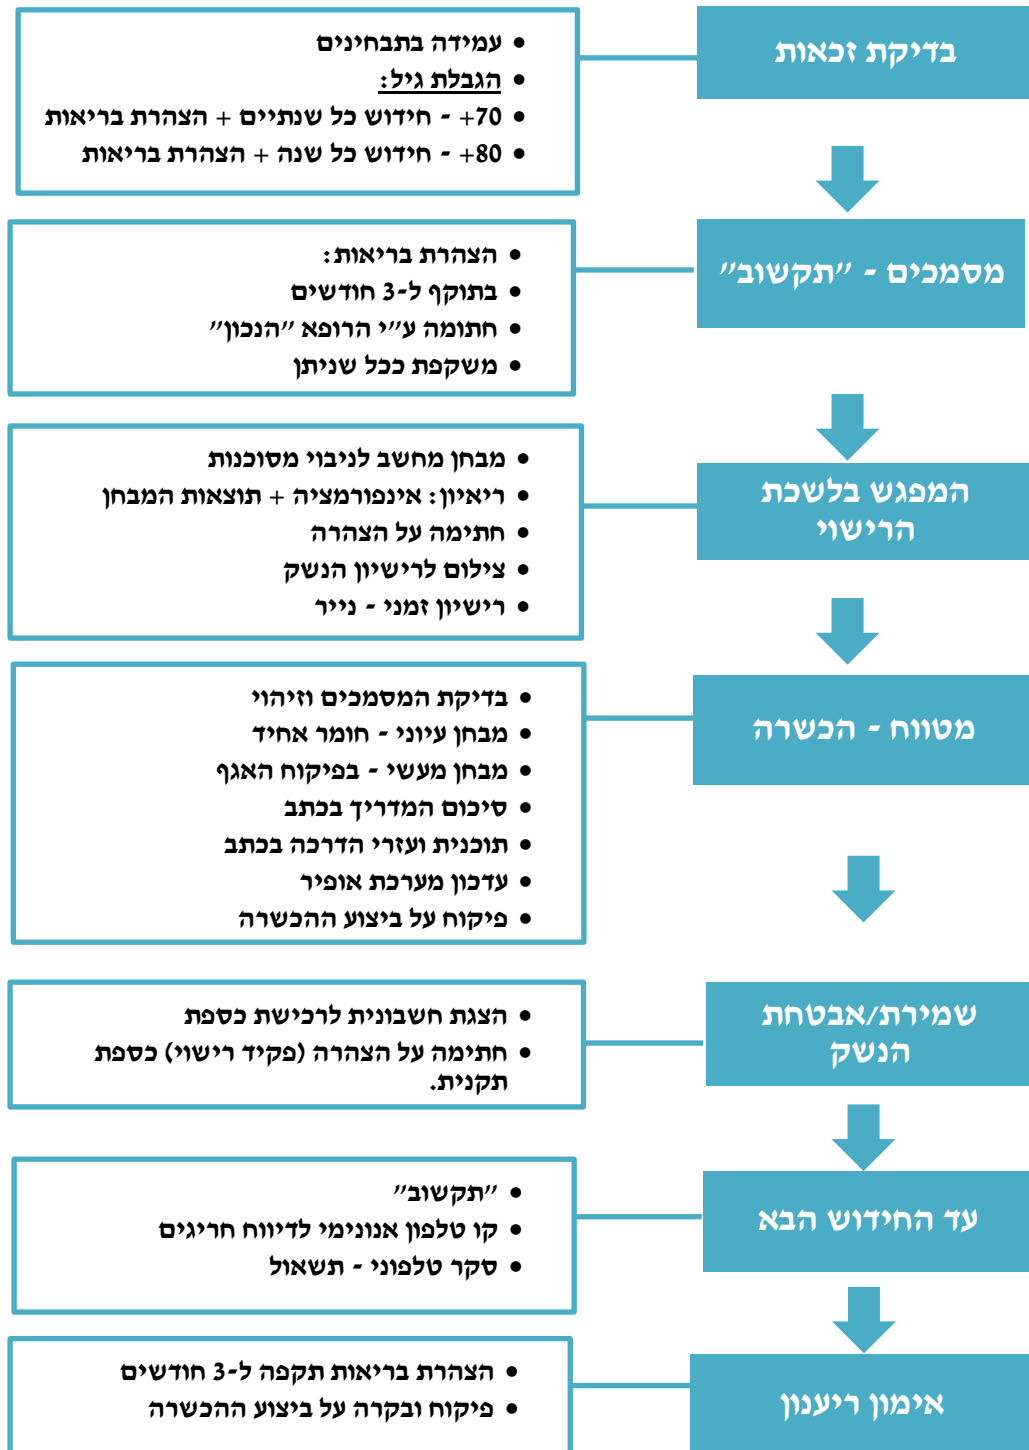 בדיקת זכאות
• עמידה בתבחינים
• הגבלת גיל:
• 70+ - חידוש כל שנתיים + הצהרת בריאות
• 80+ - חידוש כל שנה + הצהרת בריאות
מסמכים - "תקשוב"
• הצהרת בריאות:
• בתוקף ל-3 חודשים
• חתומה ע"י הרופא "הנכון"
• משקפת ככל שניתן
המפגש בלשכת
הרישוי
• מבחן מחשב לניבוי מסוכנות
• ריאיון: אינפורמציה + תוצאות המבחן
• חתימה על הצהרה
• צילום לרישיון הנשק
• רישיון זמני - נייר
מטווח - הכשרה
• בדיקת המסמכים וזיהוי
• מבחן עיוני - חומר אחיד
• מבחן מעשי - בפיקוח האגף
• סיכום המדריך בכתב
• תוכנית ועזרי הדרכה בכתב
• עדכון מערכת אופיר
• פיקוח על ביצוע ההכשרה
שמירת/אבטחת
הנשק
• הצגת חשבונית לרכישת כספת
• חתימה על הצהרה (פקיד רישוי) כספת
תקנית.
עד החידוש הבא
• "תקשוב"
• קו טלפון אנונימי לדיווח חריגים
• סקר טלפוני - תשאול
אימון ריענון
• הצהרת בריאות תקפה ל-3 חודשים
• פיקוח ובקרה על ביצוע ההכשרה